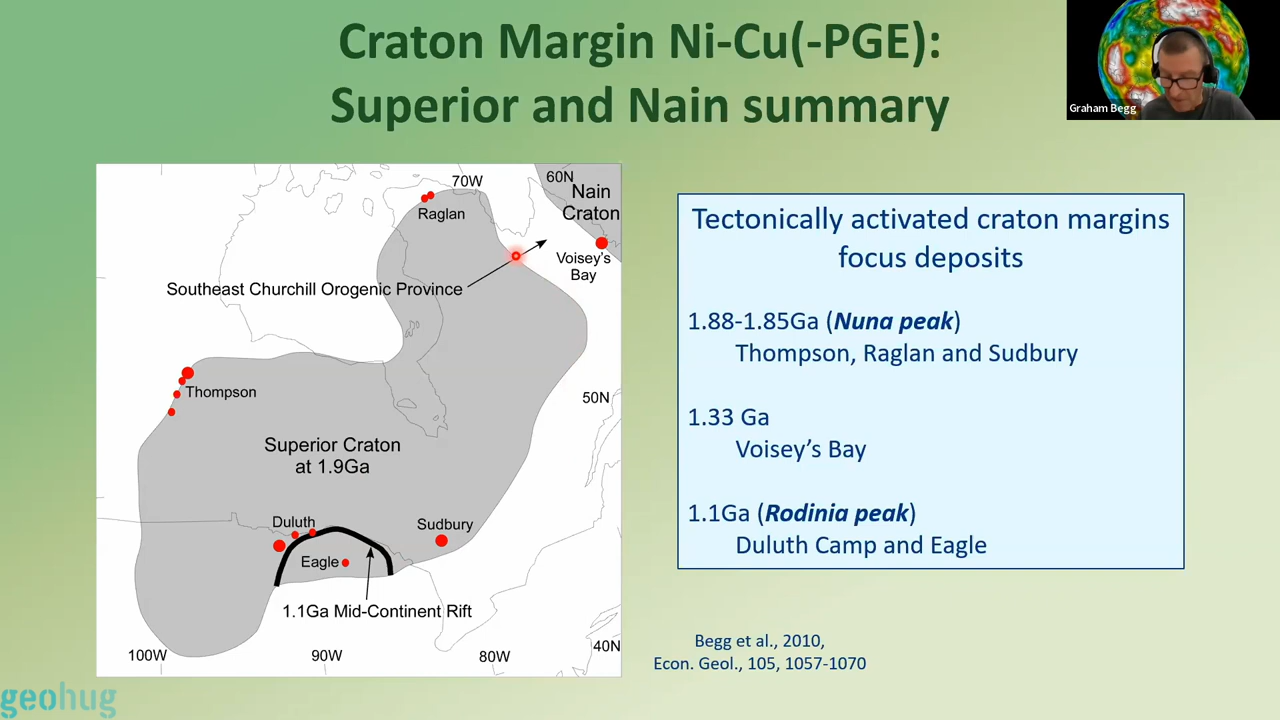 Craton Margin Ni-Cu(-PGE):
Superior and Nain summary
Graham Begg
70W
60N
Nain
Craton
Raglan
Voisey's
Bay
Southeast Churchill Orogenic Province
Thompson
50N
Superior Craton
at 1.9Ga
Duluth
Sudbury
Eagle
1.1Ga Mid-Continent Rift
100W
90W
80W
40N
Tectonically activated craton margins
focus deposits
1.88-1.85Ga (Nuna peak)
Thompson, Raglan and Sudbury
1.33 Ga
Voisey's Bay
1.1Ga (Rodinia peak)
Duluth Camp and Eagle
Begg et al., 2010,
Econ. Geol., 105, 1057-1070
geohug